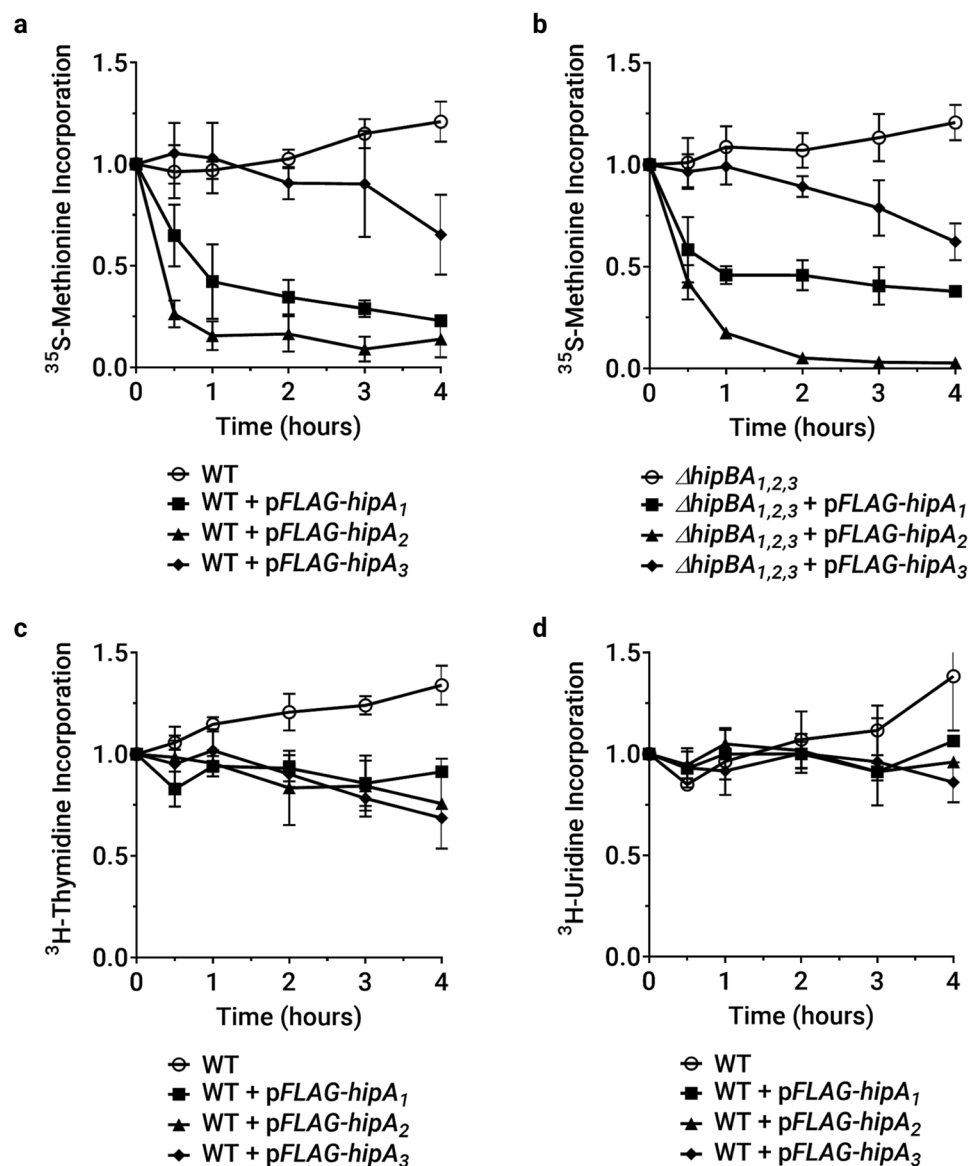 a
³⁵S-Methionine Incorporation
1.5
1.0
0.5
0.0
0 1 2 3 4
Time (hours)
WT
WT + pFLAG-hipA₁
WT + pFLAG-hipA₂
WT + pFLAG-hipA₃
b
³⁵S-Methionine Incorporation
1.5
1.0
0.5
0.0
0 1 2 3 4
Time (hours)
ΔhipBA₁,₂,₃
ΔhipBA₁,₂,₃ + pFLAG-hipA₁
ΔhipBA₁,₂,₃ + pFLAG-hipA₂
ΔhipBA₁,₂,₃ + pFLAG-hipA₃
c
³H-Thymidine Incorporation
1.5
1.0
0.5
0.0
0 1 2 3 4
Time (hours)
WT
WT + pFLAG-hipA₁
WT + pFLAG-hipA₂
WT + pFLAG-hipA₃
d
³H-Uridine Incorporation
1.5
1.0
0.5
0.0
0 1 2 3 4
Time (hours)
WT
WT + pFLAG-hipA₁
WT + pFLAG-hipA₂
WT + pFLAG-hipA₃